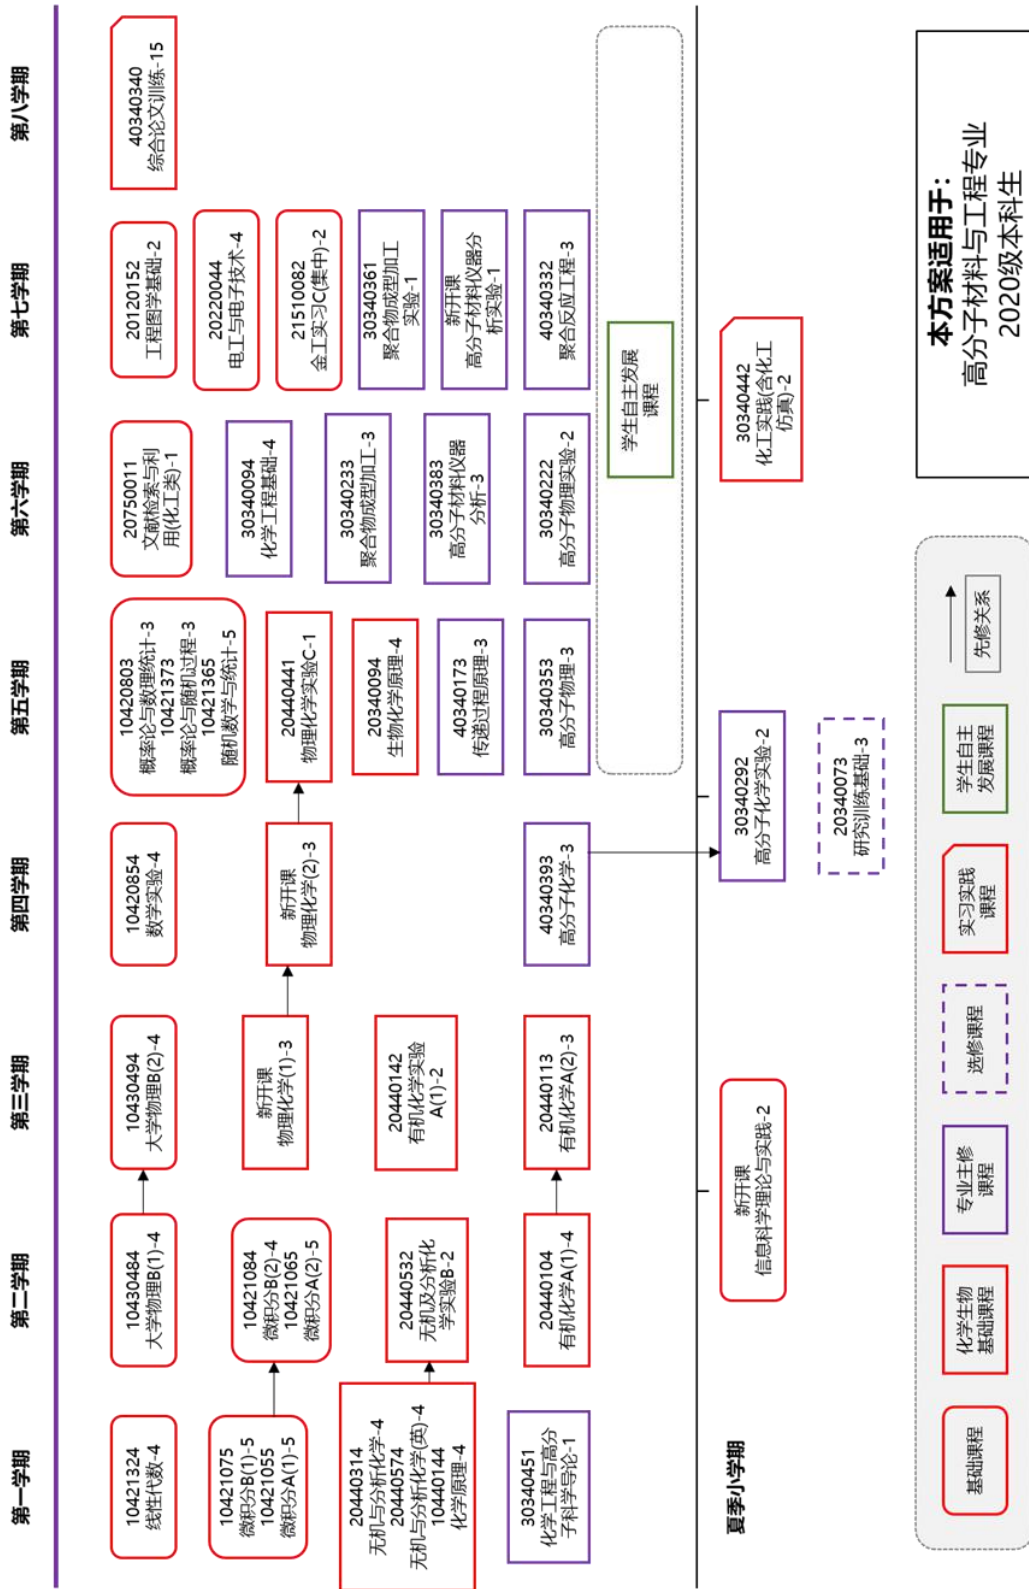 第一学期
10421324
线性代数-4
10421075
微积分B(1)-5
10421055
微积分A(1)-5
20440314
无机与分析化学-4
20440574
无机与分析化学(英)-4
10440144
化学原理-4
30340451
化学工程与高分
子科学导论-1
第二学期
10430484
大学物理B(1)-4
10421084
微积分B(2)-4
10421065
微积分A(2)-5
20440532
无机及分析化
学实验B-2
20440104
有机化学A(1)-4
第三学期
10430494
大学物理B(2)-4
新开课
物理化学(1)-3
20440142
有机化学实验
A(1)-2
20440113
有机化学A(2)-3
第四学期
10420854
数学实验-4
新开课
物理化学(2)-3
40340393
高分子化学-3
第五学期
10420803
概率论与数理统计-3
10421373
概率论与随机过程-3
10421365
随机数学与统计-5
20440441
物理化学实验C-1
20340094
生物化学原理-4
40340173
传递过程原理-3
30340353
高分子物理-3
第六学期
20750011
文献检索与利
用(化工类)-1
30340094
化学工程基础-4
30340233
聚合物成型加工-3
30340383
高分子材料仪器
分析-3
30340222
高分子物理实验-2
第七学期
20120152
工程图学基础-2
20220044
电工与电子技术-4
21510082
金工实习C(集中)-2
30340361
聚合物成型加工
实验-1
新开课
高分子材料仪器分
析实验-1
40340332
聚合反应工程-3
第八学期
40340340
综合论文训练-15
学生自主发展
课程
夏季小学期
新开课
信息科学理论与实践-2
30340292
高分子化学实验-2
20340073
研究训练基础-3
30340442
化工实践(含化工
仿真)-2
基础课程
化学生物
基础课程
专业主修
课程
选修课程
实习实践
课程
学生自主
发展课程
先修关系
本方案适用于：
高分子材料与工程专业
2020级本科生